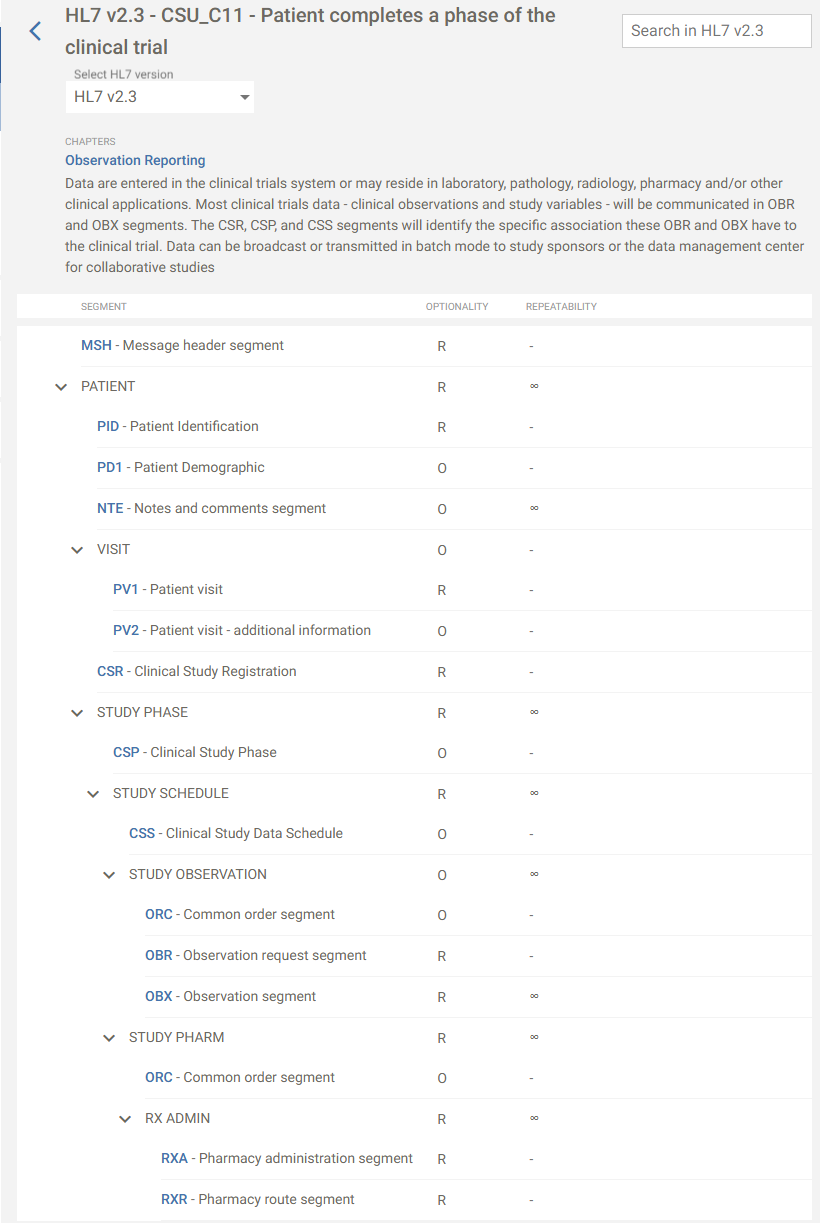 HL7 v2.3 - CSU_C11 - Patient completes a phase of the
clinical trial
Search in HL7 v2.3
Select HL7 version
HL7 v2.3
CHAPTERS
Observation Reporting
Data are entered in the clinical trials system or may reside in laboratory, pathology, radiology, pharmacy and/or other
clinical applications. Most clinical trials data - clinical observations and study variables - will be communicated in OBR
and OBX segments. The CSR, CSP, and CSS segments will identify the specific association these OBR and OBX have to
the clinical trial. Data can be broadcast or transmitted in batch mode to study sponsors or the data management center
for collaborative studies
SEGMENT OPTIONALITY REPEATABILITY
MSH - Message header segment R -
PATIENT R ∞
PID - Patient Identification R -
PD1 - Patient Demographic O -
NTE - Notes and comments segment O ∞
VISIT O -
PV1 - Patient visit R -
PV2 - Patient visit - additional information O -
CSR - Clinical Study Registration R -
STUDY PHASE R ∞
CSP - Clinical Study Phase O -
STUDY SCHEDULE R ∞
CSS - Clinical Study Data Schedule O -
STUDY OBSERVATION O ∞
ORC - Common order segment O -
OBR - Observation request segment R -
OBX - Observation segment R ∞
STUDY PHARM R ∞
ORC - Common order segment O -
RX ADMIN R ∞
RXA - Pharmacy administration segment R -
RXR - Pharmacy route segment R -